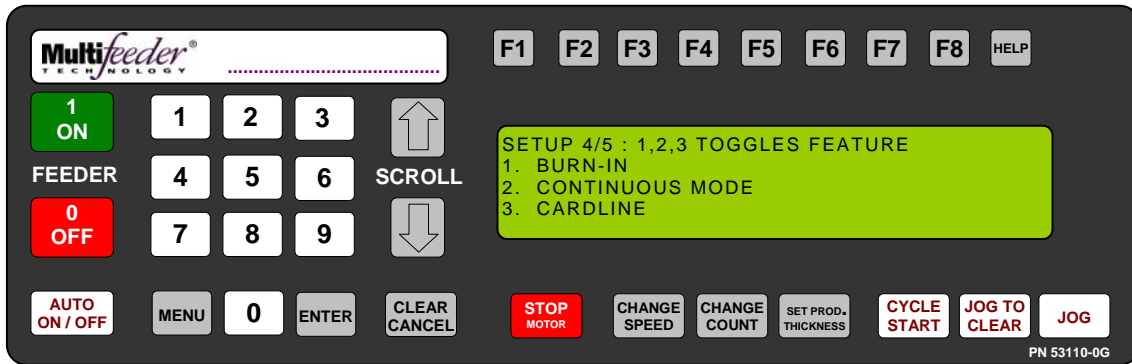 Multifeeder®
TECHNOLOGY
F1 F2 F3 F4 F5 F6 F7 F8 HELP
1
ON
FEEDER
0
OFF
1 2 3
4 5 6
7 8 9
SCROLL
SETUP 4/5 : 1,2,3 TOGGLES FEATURE
1. BURN-IN
2. CONTINUOUS MODE
3. CARDLINE
AUTO
ON / OFF
MENU
0
ENTER
CLEAR
CANCEL
STOP
MOTOR
CHANGE
SPEED
CHANGE
COUNT
SET PROD.
THICKNESS
CYCLE
START
JOG TO
CLEAR
JOG
PN 53110-0G